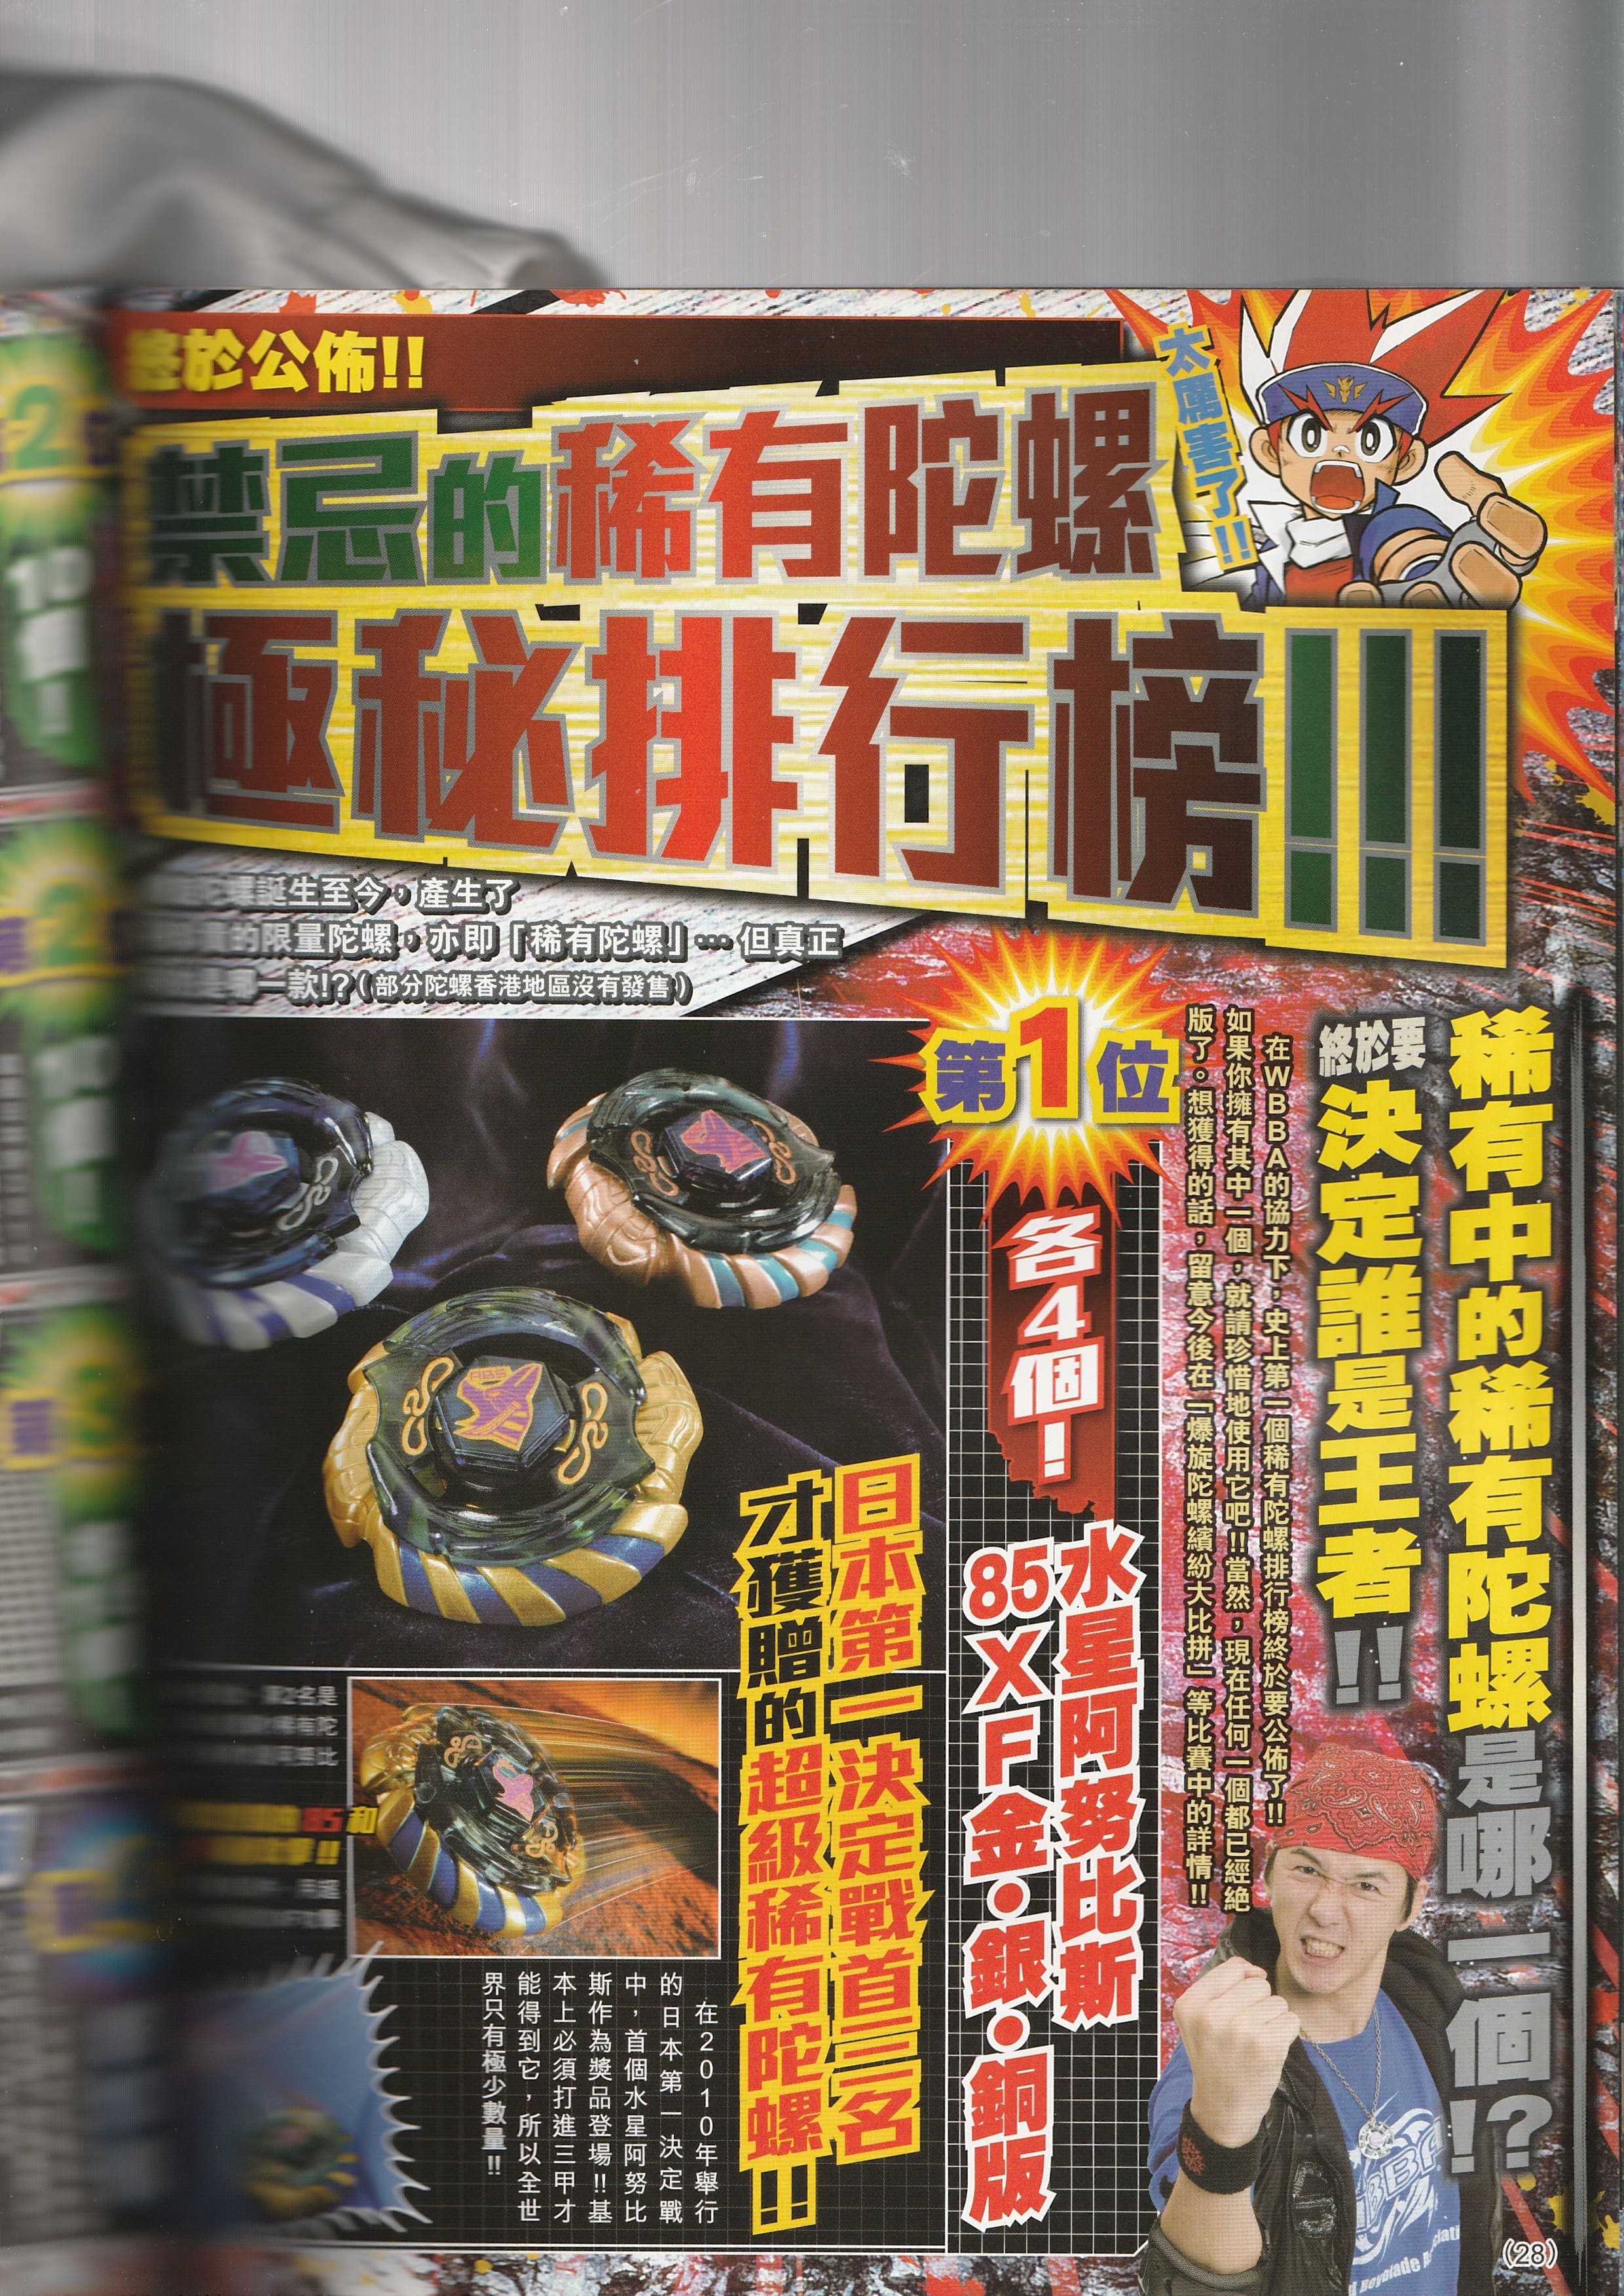 終於公佈!!
太厲害了!!
禁忌的稀有陀螺
極秘排行榜!!!
誕生至今，產生了
的限量陀螺，亦即「稀有陀螺」… 但真正
一款!?(部分陀螺香港地區沒有發售)
稀有中的稀有陀螺是哪一個!?
終於要
決定誰是王者!!
在WBBA的協力下，史上第一個稀有陀螺排行榜終於要公佈了!!
如果你擁有其中一個，就請珍惜地使用它吧!!當然，現在任何一個都已經絕
版了。想獲得的話，留意今後在「爆旋陀螺繽紛大比拼」等比賽中的詳情!!
第1位
各4個!
水星阿努比斯
85XF金•銀•銅版
日本第一決定戰首三名
才獲贈的超級稀有陀螺!!
在2010年舉行
的日本第一決定戰
中，首個水星阿努比
斯作為獎品登場!!基
本上必須打進三甲才
能得到它，所以全世
界只有極少數量!!
第2名是
稀有陀
比
85和
!!
(28)